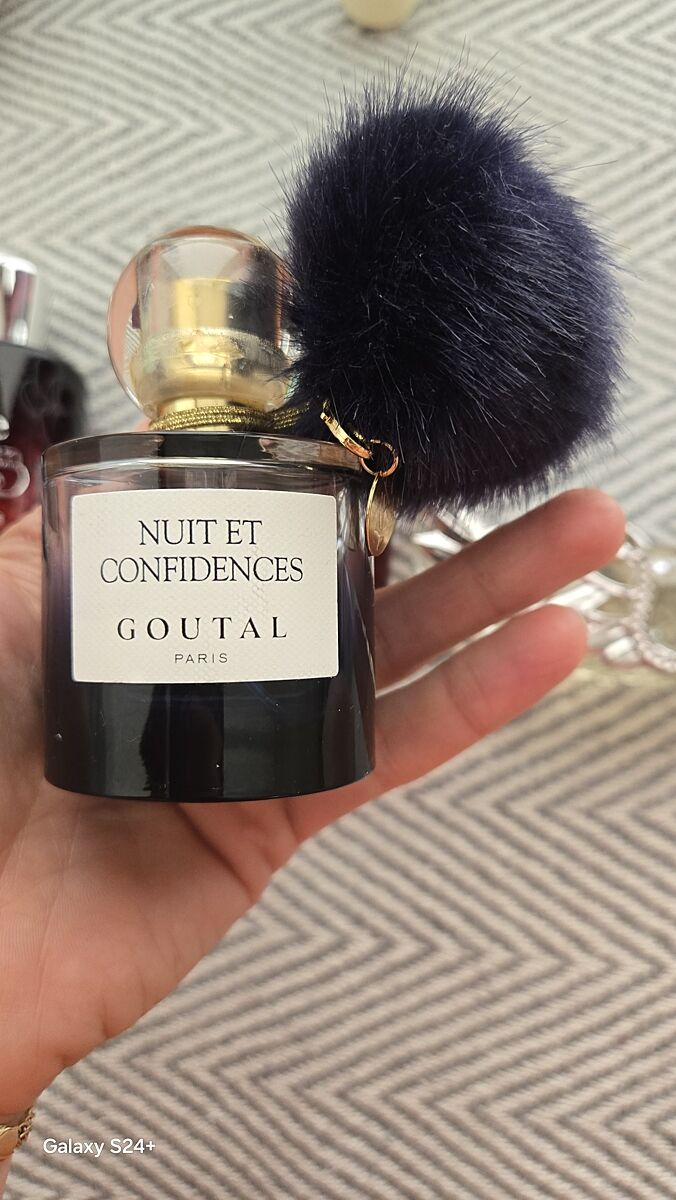 NUIT ET
CONFIDENCES
GOUTAL
PARIS
Galaxy S24+